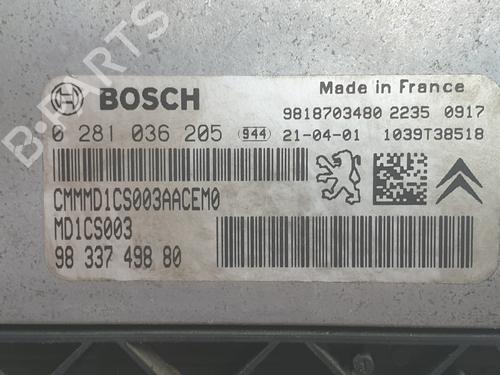 BOSCH
Made in France
9818703480 2235 0917
0 281 036 205 944 21-04-01 1039T38518
CMMMD1CS003AACEM0
MD1CS003
98 337 498 80
B-PARTS